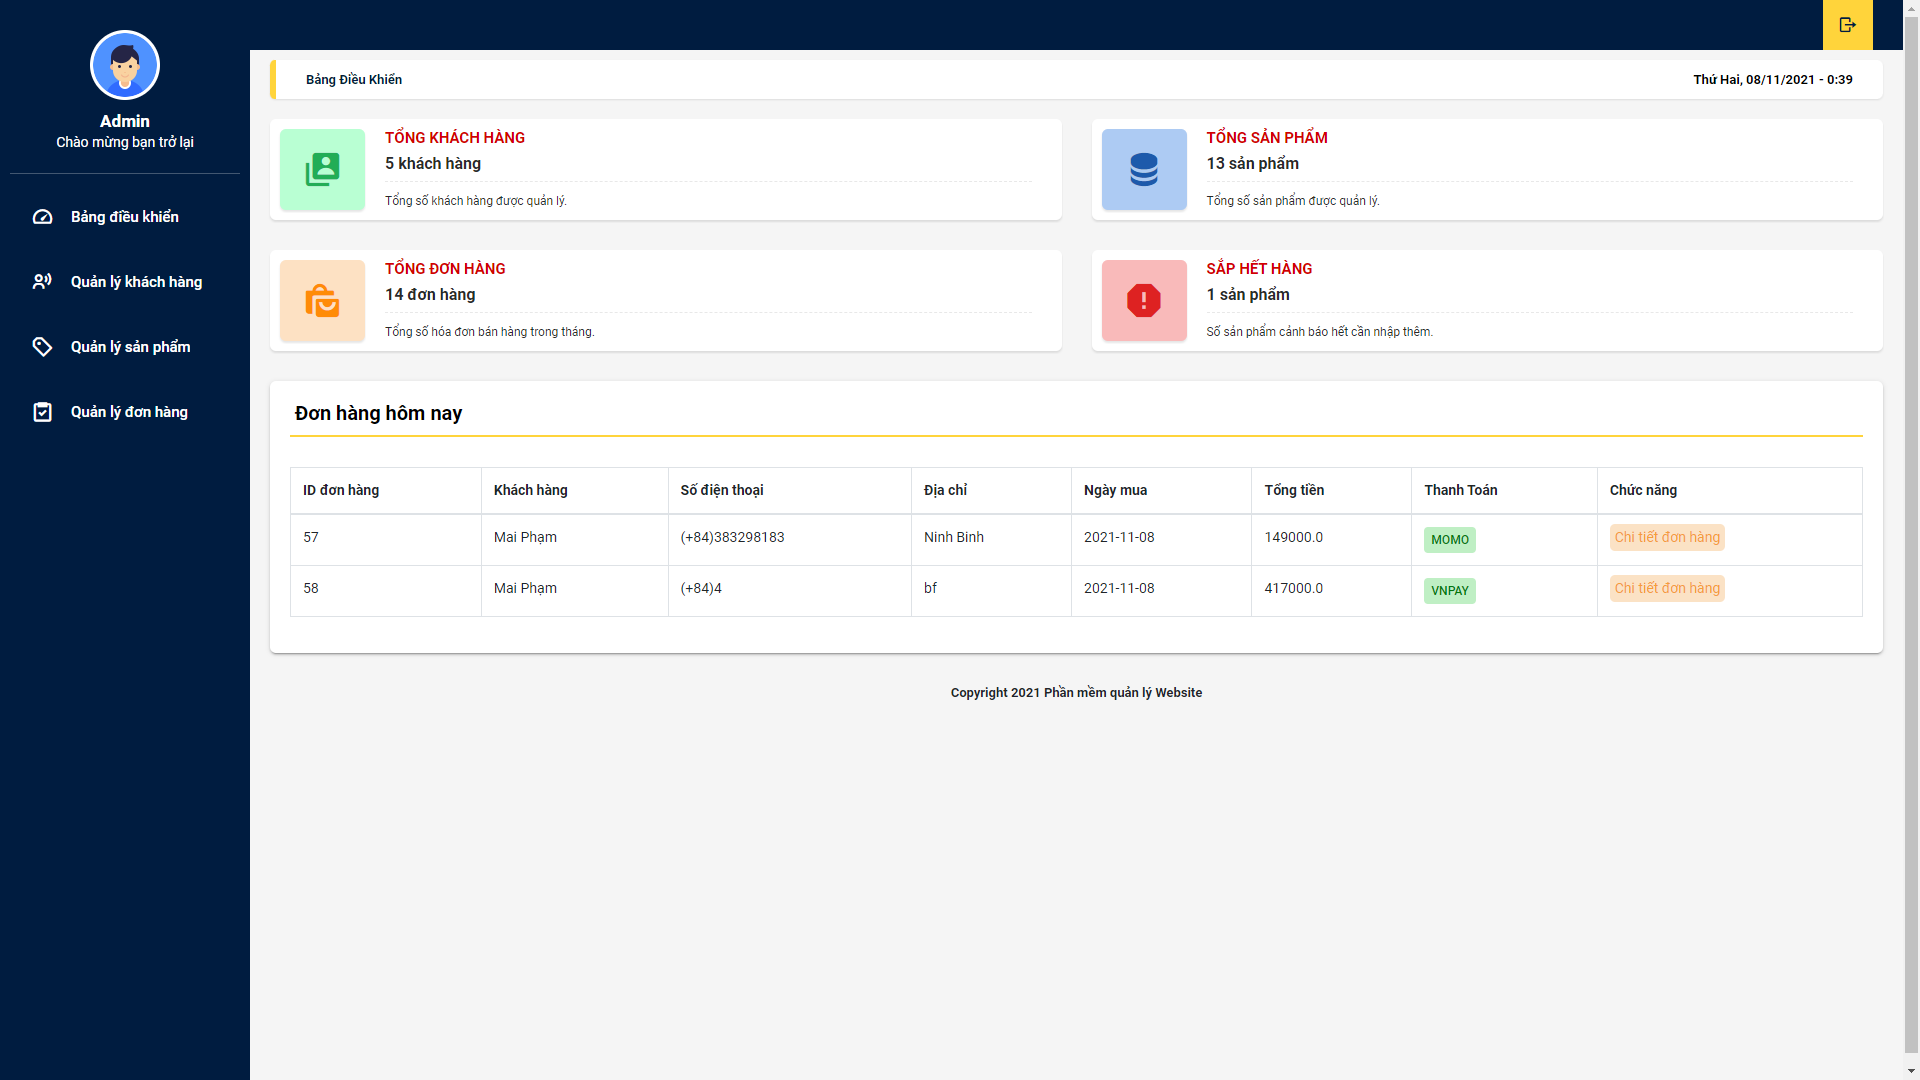 Admin
Chào mừng bạn trở lại
Bảng điều khiển
Quản lý khách hàng
Quản lý sản phẩm
Quản lý đơn hàng
Bảng Điều Khiển
Thứ Hai, 08/11/2021 - 0:39
TỔNG KHÁCH HÀNG
5 khách hàng
Tổng số khách hàng được quản lý.
TỔNG SẢN PHẨM
13 sản phẩm
Tổng số sản phẩm được quản lý.
TỔNG ĐƠN HÀNG
14 đơn hàng
Tổng số hóa đơn bán hàng trong tháng.
SẮP HẾT HÀNG
1 sản phẩm
Số sản phẩm cảnh báo hết cần nhập thêm.
Đơn hàng hôm nay
ID đơn hàng Khách hàng Số điện thoại Địa chỉ Ngày mua Tổng tiền Thanh Toán Chức năng
57 Mai Phạm (+84)383298183 Ninh Bình 2021-11-08 149000.0 MOMO Chi tiết đơn hàng
58 Mai Phạm (+84)4 bf 2021-11-08 417000.0 VNPAY Chi tiết đơn hàng
Copyright 2021 Phần mềm quản lý Website